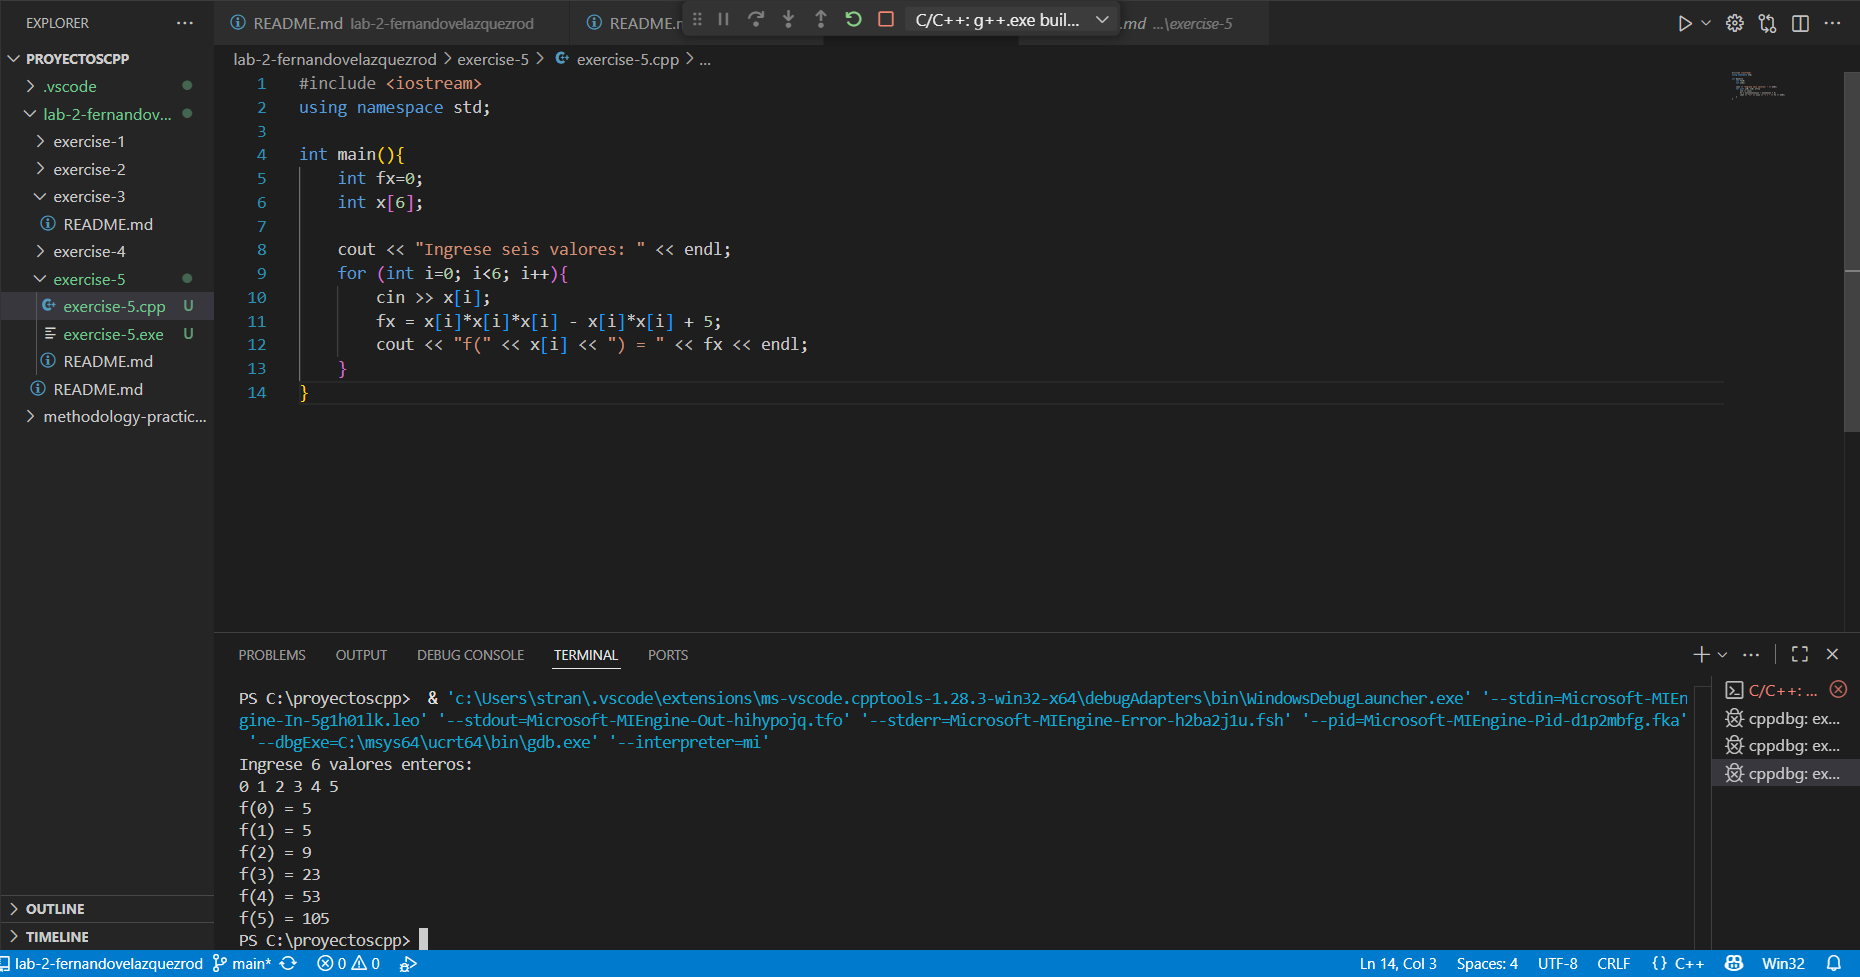 EXPLORER
PROYECTOSCPP
.vscode
lab-2-fernandov...
exercise-1
exercise-2
exercise-3
README.md
exercise-4
exercise-5
exercise-5.cpp U
exercise-5.exe U
README.md
README.md
methodology-practic...
OUTLINE
TIMELINE
README.md lab-2-fernandovelazquezrod
README.r
C/C++: g++.exe buil...
.md ...\exercise-5
lab-2-fernandovelazquezrod > exercise-5 > exercise-5.cpp > ...
1 #include <iostream>
2 using namespace std;
3
4 int main(){
5 int fx=0;
6 int x[6];
7
8 cout << "Ingrese seis valores: " << endl;
9 for (int i=0; i<6; i++){
10 cin >> x[i];
11 fx = x[i]*x[i]*x[i] - x[i]*x[i] + 5;
12 cout << "f(" << x[i] << ") = " << fx << endl;
13 }
14 }
PROBLEMS OUTPUT DEBUG CONSOLE TERMINAL PORTS
PS C:\proyectoscpp> & 'c:\Users\stran\.vscode\extensions\ms-vscode.cpptools-1.28.3-win32-x64\debugAdapters\bin\WindowsDebugLauncher.exe' '--stdin=Microsoft-MIEn
gine-In-5g1h01lk.leo' '--stdout=Microsoft-MIEngine-Out-hihypojq.tfo' '--stderr=Microsoft-MIEngine-Error-h2ba2j1u.fsh' '--pid=Microsoft-MIEngine-Pid-d1p2mbfg.fka'
'--dbgExe=C:\msys64\ucrt64\bin\gdb.exe' '--interpreter=mi'
Ingrese 6 valores enteros:
0 1 2 3 4 5
f(0) = 5
f(1) = 5
f(2) = 9
f(3) = 23
f(4) = 53
f(5) = 105
PS C:\proyectoscpp>
C/C++: ...
cppdbg: ex...
cppdbg: ex...
cppdbg: ex...
lab-2-fernandovelazquezrod main* 0 0
Ln 14, Col 3 Spaces: 4 UTF-8 CRLF {} C++ Win32